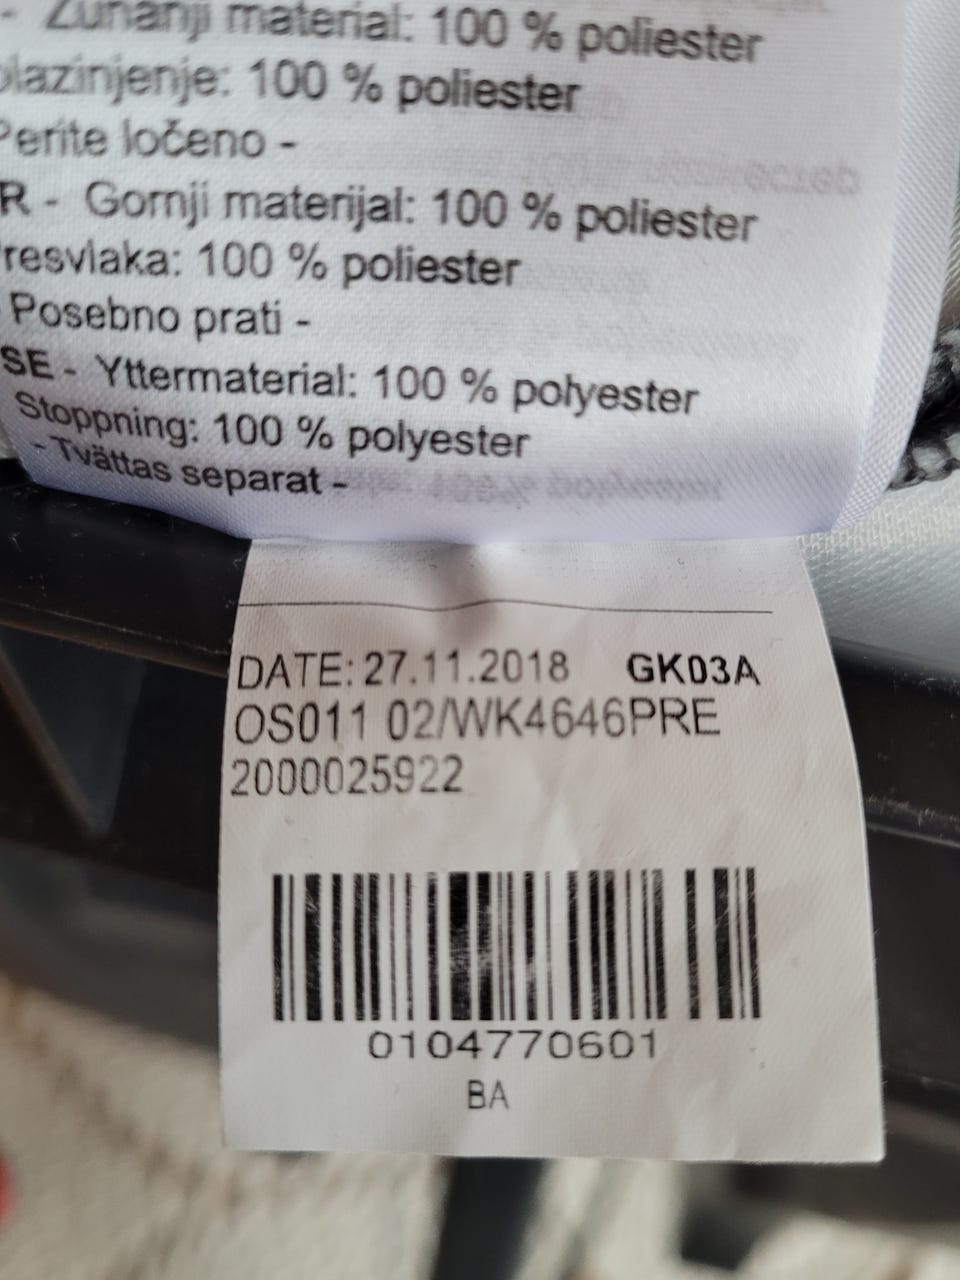 - Zunanji material: 100 % poliester
blazinjenje: 100 % poliester
Perite ločeno -
R - Gornji materijal: 100 % poliester
resvlaka: 100 % poliester
Posebno prati -
SE - Yttermaterial: 100 % polyester
Stoppning: 100 % polyester
- Tvättas separat -
DATE: 27.11.2018 GK03A
OS011 02/WK4646PRE
2000025922
0104770601
BA